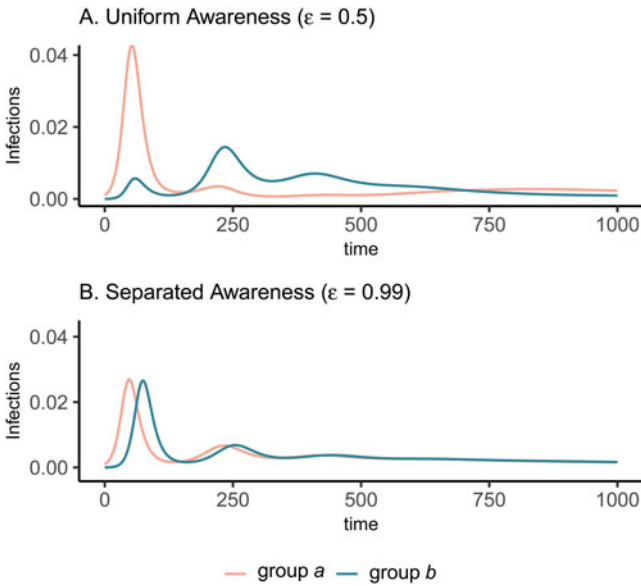 A. Uniform Awareness (ε = 0.5)
Infections
0.04
0.02
0.00
0 250 500 750 1000
time
B. Separated Awareness (ε = 0.99)
Infections
0.04
0.02
0.00
0 250 500 750 1000
time
group a group b